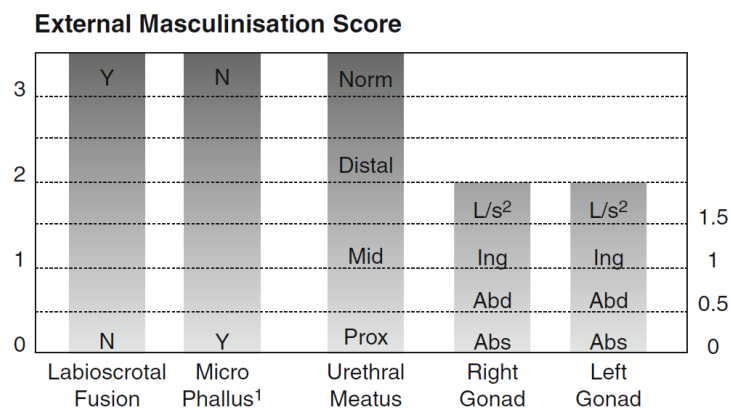 External Masculinisation Score
3
2
1
0
Y
N
N
Y
Norm
Distal
Mid
Prox
L/s²
Ing
Abd
Abs
L/s²
Ing
Abd
Abs
1.5
1
0.5
0
Labioscrotal
Fusion
Micro
Phallus¹
Urethral
Meatus
Right
Gonad
Left
Gonad